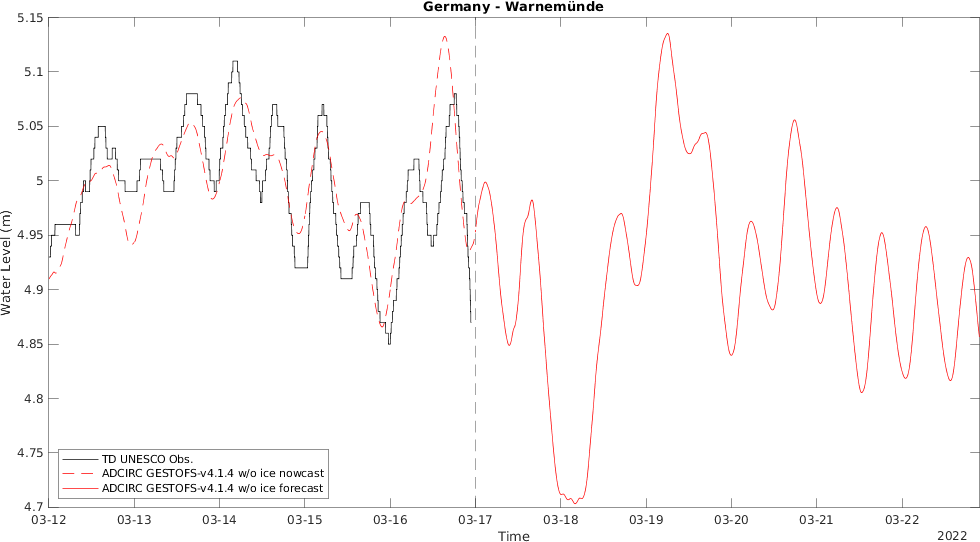 Germany - Warnemünde
5.15
5.1
5.05
5
4.95
4.9
4.85
4.8
4.75
4.7
Water Level (m)
TD UNESCO Obs.
ADCIRC GESTOFS-v4.1.4 w/o ice nowcast
ADCIRC GESTOFS-v4.1.4 w/o ice forecast
03-12 03-13 03-14 03-15 03-16 03-17 03-18 03-19 03-20 03-21 03-22
Time
2022